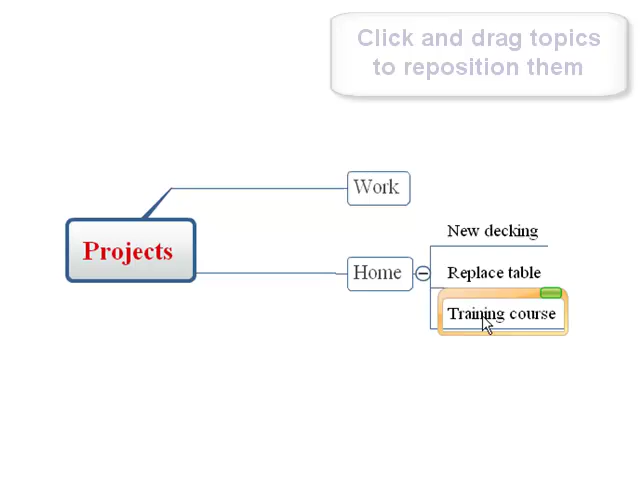 Click and drag topics
to reposition them
Work
Projects
Home
New decking
Replace table
Training course